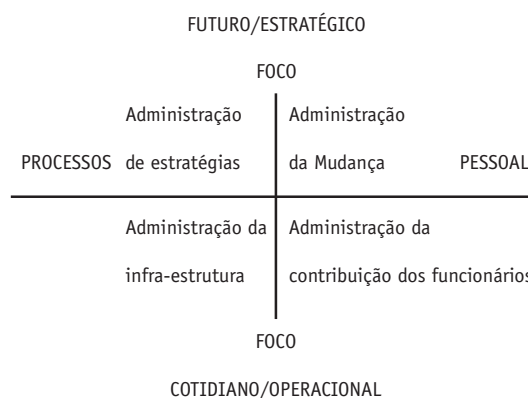 FUTURO/ESTRATÉGICO
FOCO
Administração Administração
PROCESSOS de estratégias da Mudança PESSOAL
Administração da Administração da
infra-estrutura contribuição dos funcionários
FOCO
COTIDIANO/OPERACIONAL